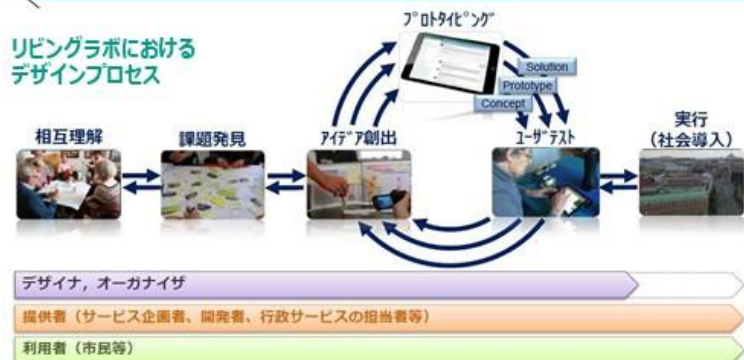 リビングラボにおける
デザインプロセス
ﾌﾟﾛﾄﾀｲﾋﾟﾝｸﾞ
Solution
Prototype
Concept
相互理解
課題発見
ｱｲﾃﾞｱ創出
ﾕｰｻﾞﾃｽﾄ
実行
（社会導入）
デザイナ，オーガナイザ
提供者（サービス企画者、開発者、行政サービスの担当者等）
利用者（市民等）